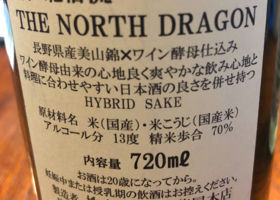 THE NORTH DRAGON
長野県産美山錦×ワイン酵母仕込み
ワイン酵母由来の心地良く爽やかな飲み心地と
料理に合わせやすい日本酒の良さを併せ持つ
HYBRID SAKE
原材料名 米(国産)・米こうじ(国産米)
アルコール分 13度 精米歩合 70%
内容量 720mℓ
お酒は20歳になってから。
妊娠中または授乳期の飲酒はお控えください。
製造者
本店